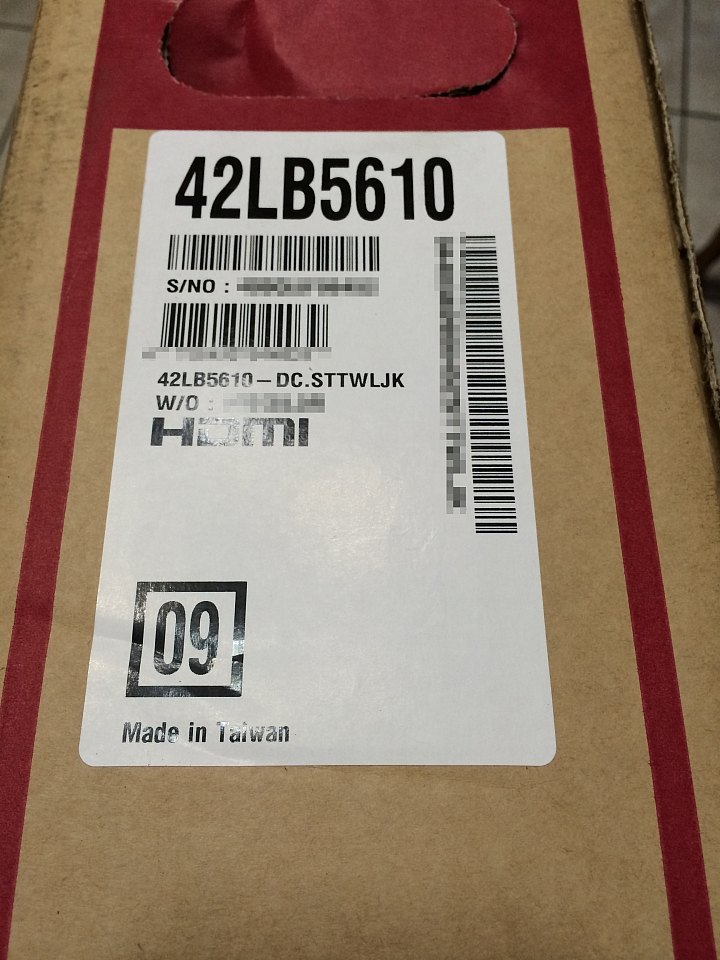 42LB5610
S/NO :
42LB5610-DC.STTWLJK
W/O :
HDMI
09
Made in Taiwan